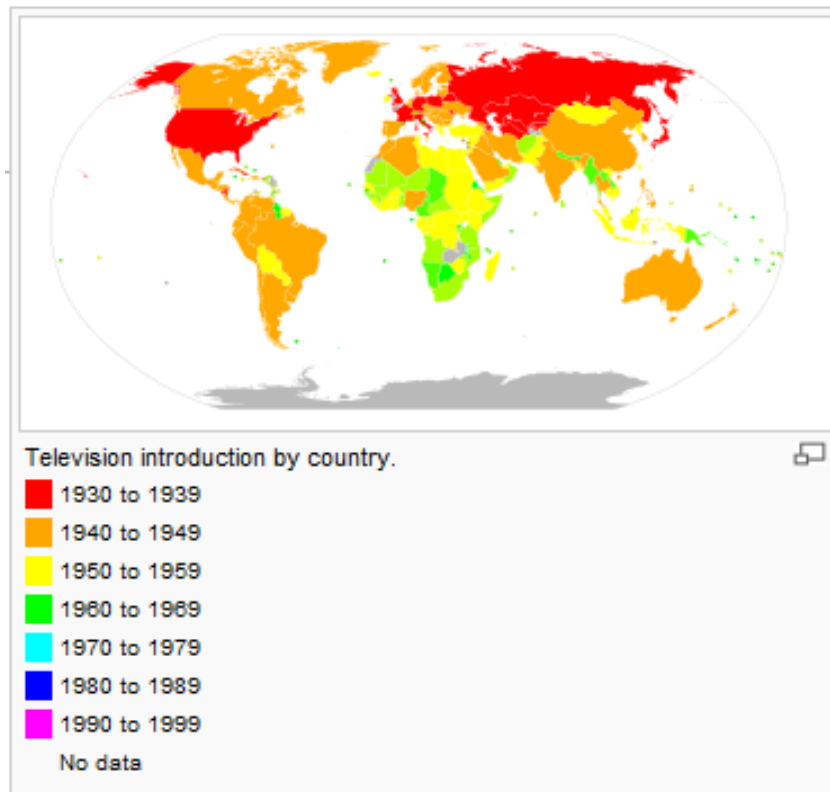 Television introduction by country.
1930 to 1939
1940 to 1949
1950 to 1959
1960 to 1969
1970 to 1979
1980 to 1989
1990 to 1999
No data